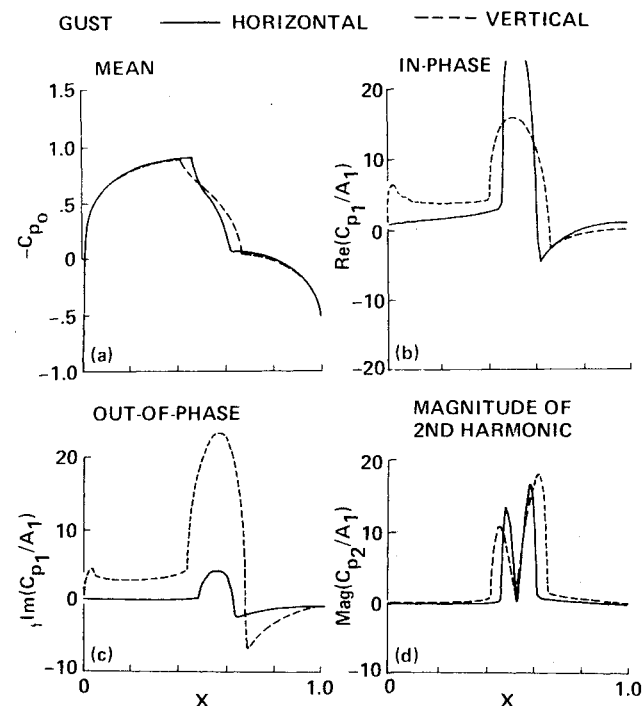 GUST — HORIZONTAL --- VERTICAL
MEAN
1.5
1.0
.5
0
-.5
-1.0
-Cp0
(a)
IN-PHASE
20
10
0
-10
-20
Re(Cp1/A1)
(b)
OUT-OF-PHASE
20
10
0
-10
Im(Cp1/A1)
(c)
0
X
1.0
MAGNITUDE OF
2ND HARMONIC
20
10
0
-10
Mag(Cp2/A1)
(d)
0
X
1.0